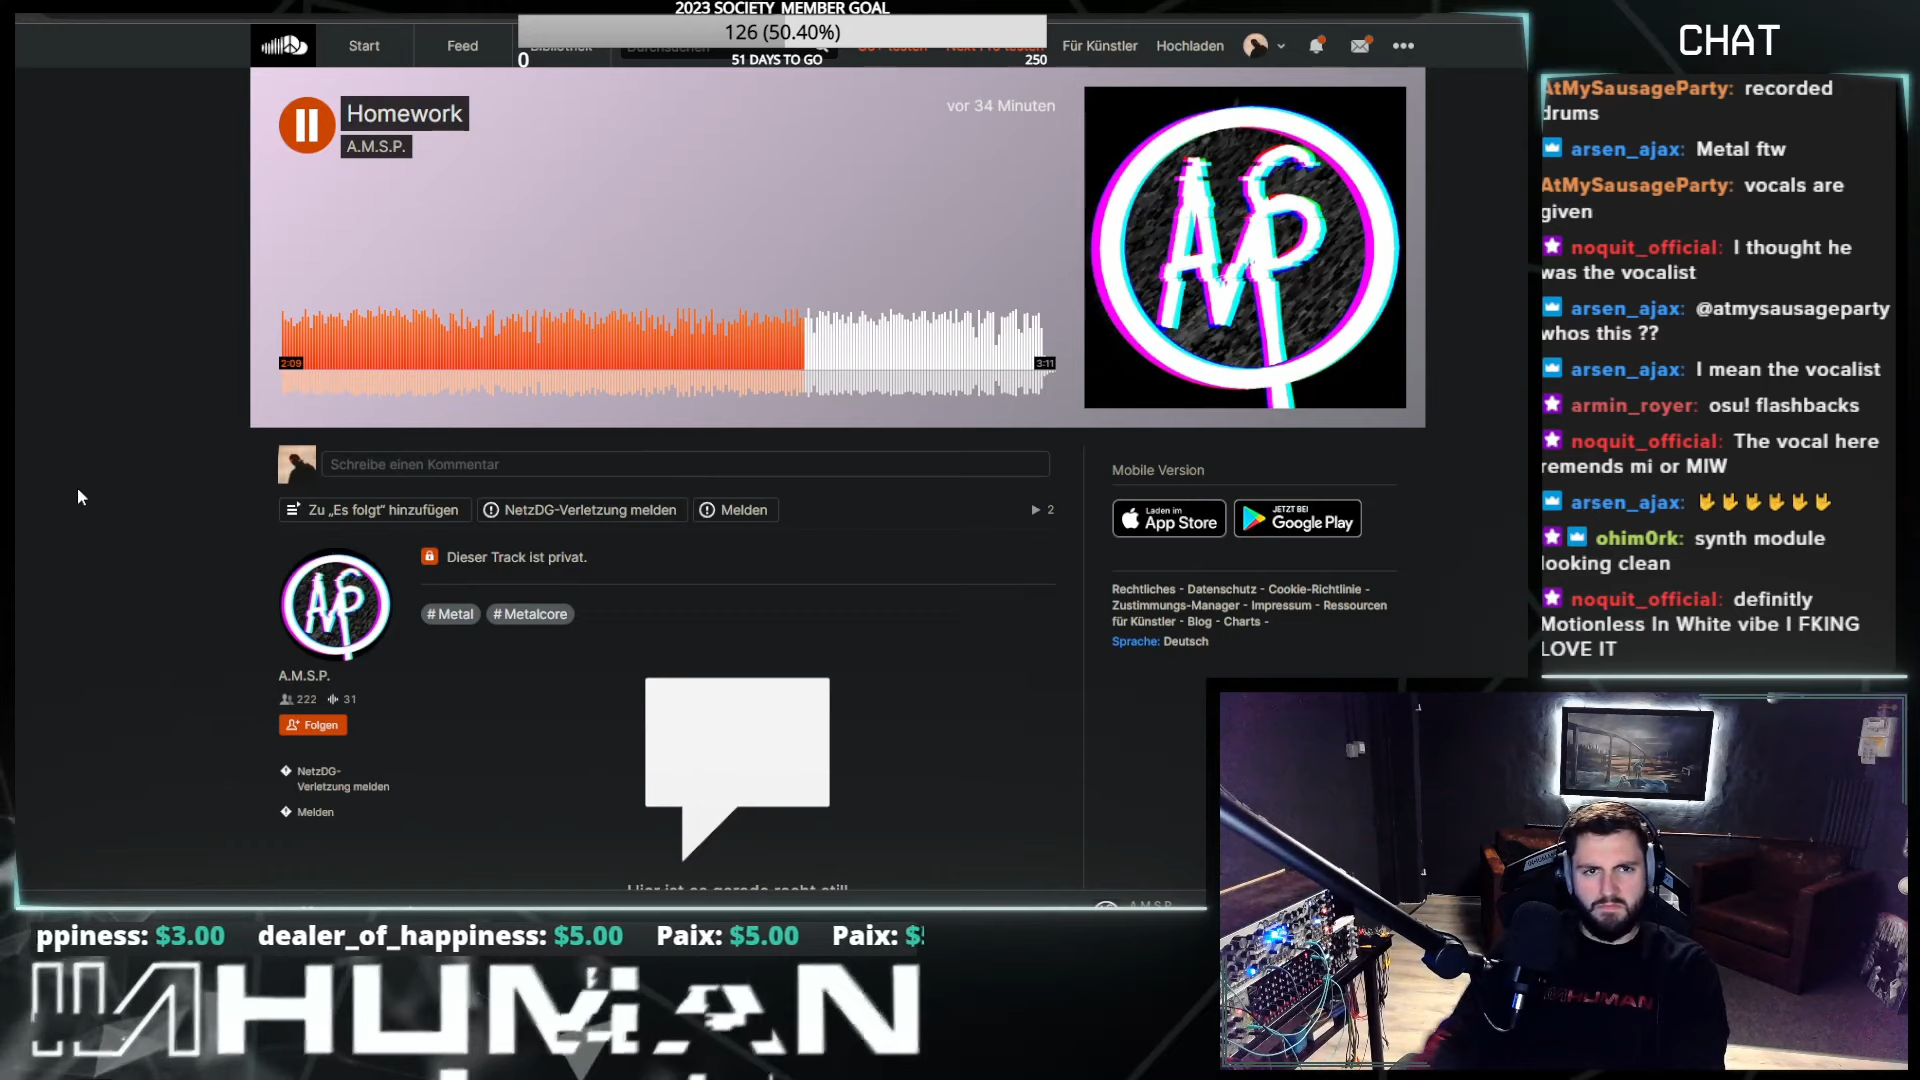 2023 SOCIETY MEMBER GOAL
126 (50.40%)
0
51 DAYS TO GO
250
Start
Feed
Für Künstler
Hochladen
Homework
A.M.S.P.
vor 34 Minuten
2:09
3:11
Schreibe einen Kommentar
Zu „Es folgt“ hinzufügen
NetzDG-Verletzung melden
Melden
2
Dieser Track ist privat.
# Metal
# Metalcore
A.M.S.P.
222
31
Folgen
NetzDG-
Verletzung melden
Melden
Mobile Version
Laden im
App Store
JETZT BEI
Google Play
Rechtliches - Datenschutz - Cookie-Richtlinie -
Zustimmungs-Manager - Impressum - Ressourcen
für Künstler - Blog - Charts -
Sprache: Deutsch
CHAT
AtMySausageParty: recorded
drums
arsen_ajax: Metal ftw
AtMySausageParty: vocals are
given
noquit_official: I thought he
was the vocalist
arsen_ajax: @atmysausageparty
whos this ??
arsen_ajax: I mean the vocalist
armin_royer: osu! flashbacks
noquit_official: The vocal here
remends mi or MIW
arsen_ajax: 🤘🤘🤘🤘🤘🤘
ohim0rk: synth module
looking clean
noquit_official: definitly
Motionless In White vibe I FKING
LOVE IT
ppiness: $3.00 dealer_of_happiness: $5.00 Paix: $5.00 Paix: $
INHUMAN
INHUMAN